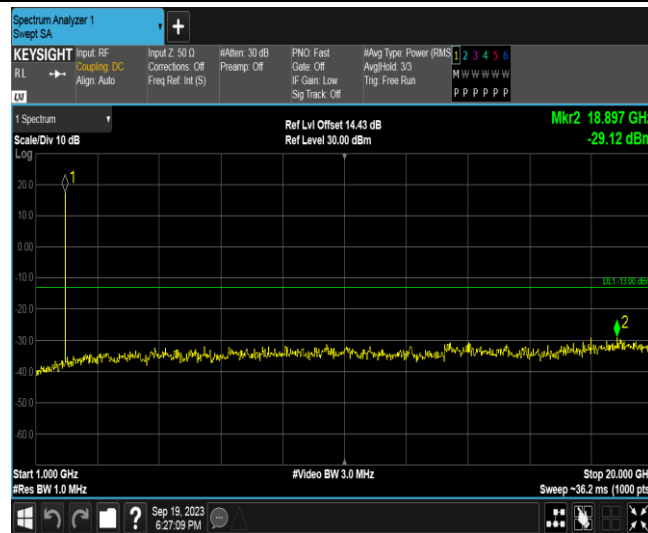 Spectrum Analyzer 1
Swept SA
+
KEYSIGHT
RL
LXI
Input: RF
Coupling: DC
Align: Auto
Input Z: 50 Ω
Corrections: Off
Freq Ref: Int (S)
#Atten: 30 dB
Preamp: Off
PNO: Fast
Gate: Off
IF Gain: Low
Sig Track: Off
#Avg Type: Power (RMS
Avg|Hold: 3/3
Trig: Free Run
1 2 3 4 5 6
M W W W W W
P P P P P P
1 Spectrum
Scale/Div 10 dB
Ref Lvl Offset 14.43 dB
Ref Level 30.00 dBm
Mkr2 18.897 GHz
-29.12 dBm
Log
1
20.0
10.0
0.00
-10.0
DL1 -13.00 dBm
-20.0
2
-30.0
-40.0
-50.0
-60.0
Start 1.000 GHz
#Video BW 3.0 MHz
Stop 20.000 GH
#Res BW 1.0 MHz
Sweep ~36.2 ms (1000 pts
?
Sep 19, 2023
6:27:09 PM